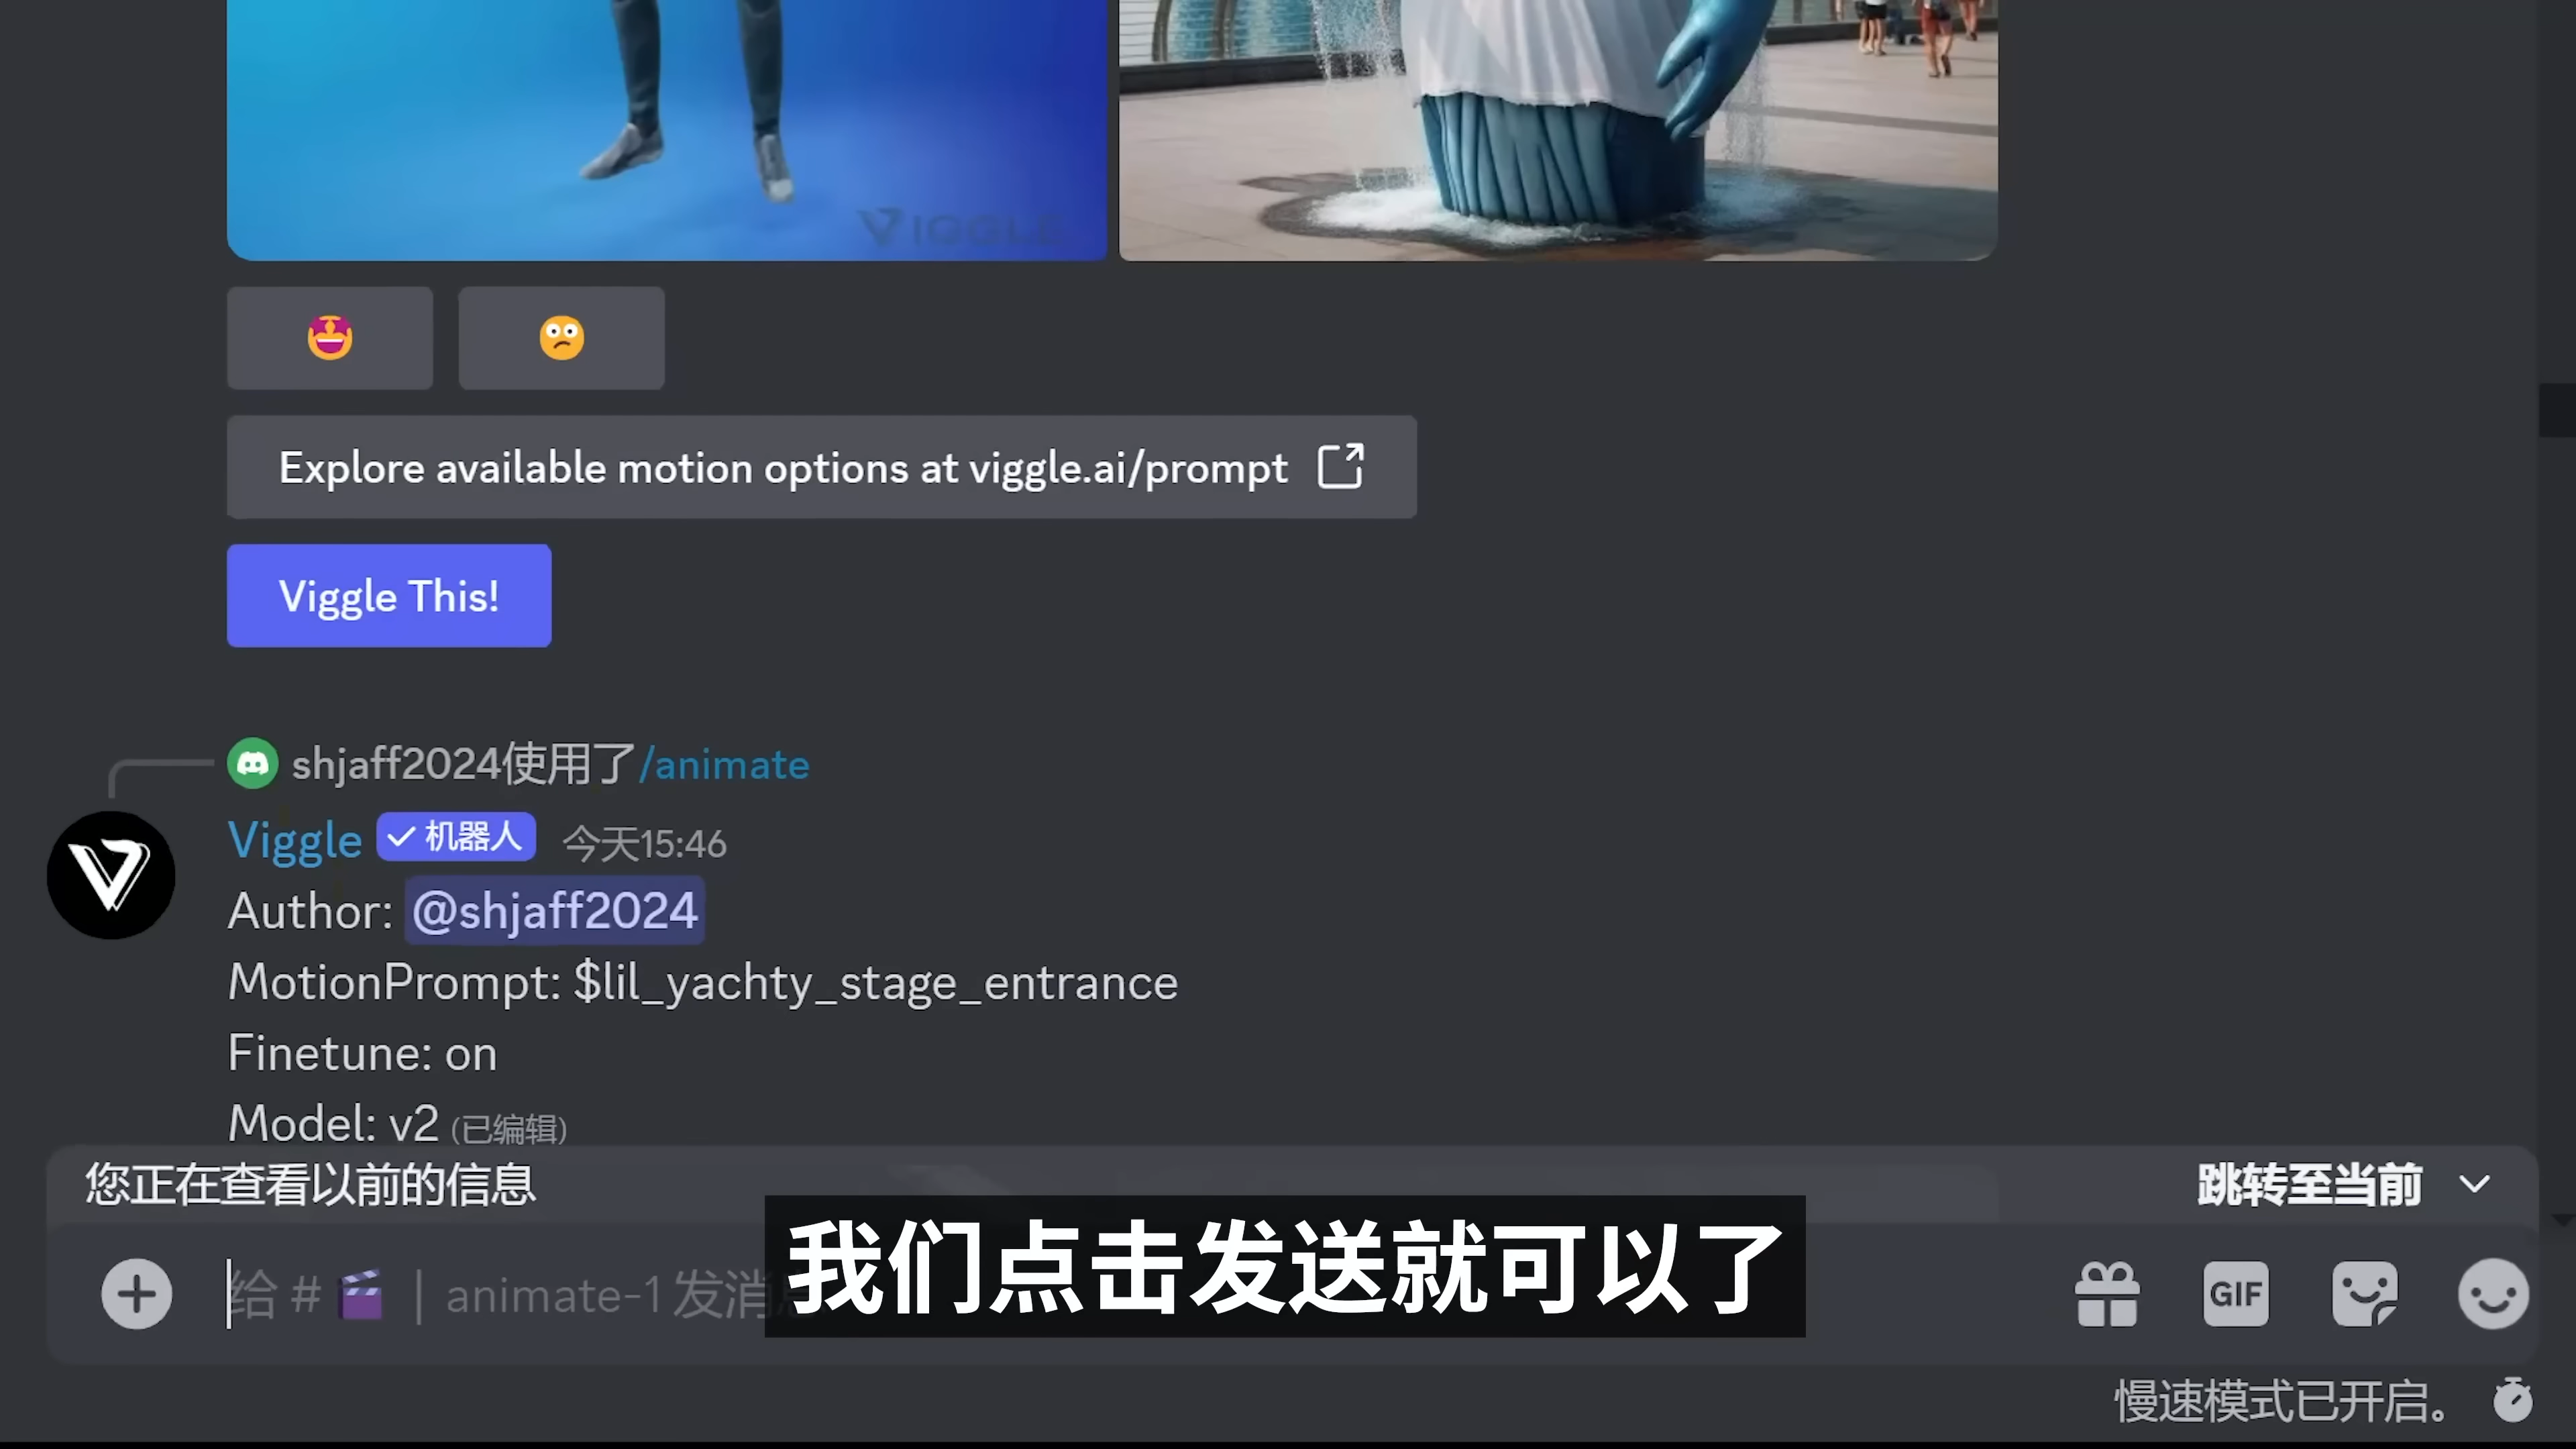 VIGGLE
Explore available motion options at viggle.ai/prompt
Viggle This!
shjaff2024使用了/animate
Viggle 机器人 今天15:46
Author: @shjaff2024
MotionPrompt: $lil_yachty_stage_entrance
Finetune: on
Model: v2 (已编辑)
您正在查看以前的信息 跳转至当前
给 # | animate-1 发消息
GIF
我们点击发送就可以了
慢速模式已开启。